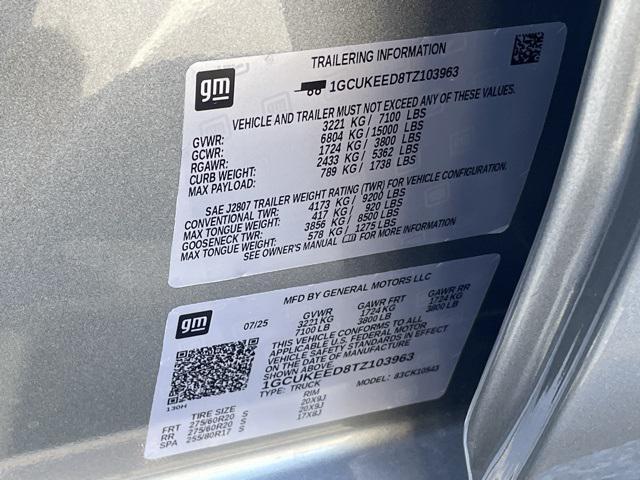 gm
TRAILERING INFORMATION
1GCUKEED8TZ103963
VEHICLE AND TRAILER MUST NOT EXCEED ANY OF THESE VALUES.
GVWR: 3221 KG / 7100 LBS
GCWR: 6804 KG / 15000 LBS
RGAWR: 1724 KG / 3800 LBS
CURB WEIGHT: 2433 KG / 5362 LBS
MAX PAYLOAD: 789 KG / 1738 LBS
SAE J2807 TRAILER WEIGHT RATING (TWR) FOR VEHICLE CONFIGURATION.
CONVENTIONAL TWR: 4173 KG / 9200 LBS
MAX TONGUE WEIGHT: 417 KG / 920 LBS
GOOSENECK TWR: 3856 KG / 8500 LBS
MAX TONGUE WEIGHT: 578 KG / 1275 LBS
SEE OWNER'S MANUAL FOR MORE INFORMATION
gm
MFD BY GENERAL MOTORS LLC
07/25
GVWR GAWR FRT GAWR RR
3221 KG 1724 KG 1724 KG
7100 LB 3800 LB 3800 LB
THIS VEHICLE CONFORMS TO ALL
APPLICABLE U.S. FEDERAL MOTOR
VEHICLE SAFETY STANDARDS IN EFFECT
ON THE DATE OF MANUFACTURE
SHOWN ABOVE.
1GCUKEED8TZ103963
TYPE: TRUCK MODEL: 83CK10543
130H
TIRE SIZE RIM
FRT 275/60R20 S 20X9J
RR 275/60R20 S 20X9J
SPA 255/80R17 S 17X8J